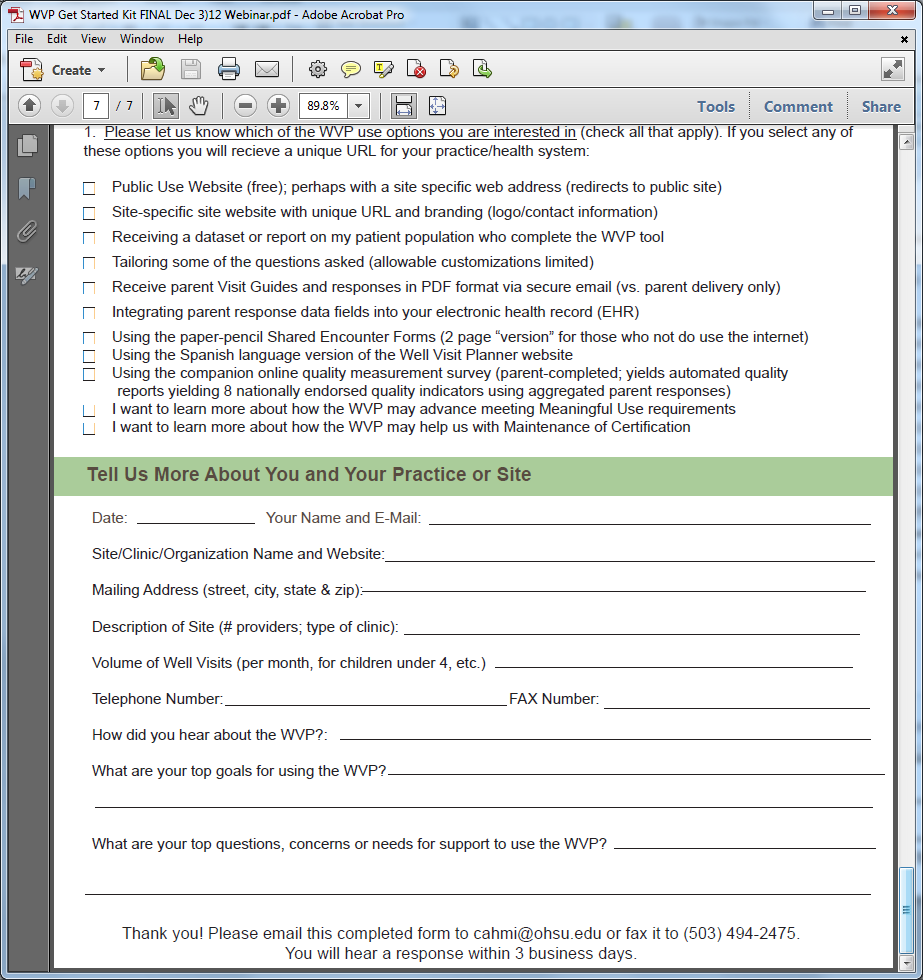 WVP Get Started Kit FINAL Dec 3)12 Webinar.pdf - Adobe Acrobat Pro
File Edit View Window Help
Create
7 / 7 89.8% Tools Comment Share
1. Please let us know which of the WVP use options you are interested in (check all that apply). If you select any of
these options you will recieve a unique URL for your practice/health system:
Public Use Website (free); perhaps with a site specific web address (redirects to public site)
Site-specific site website with unique URL and branding (logo/contact information)
Receiving a dataset or report on my patient population who complete the WVP tool
Tailoring some of the questions asked (allowable customizations limited)
Receive parent Visit Guides and responses in PDF format via secure email (vs. parent delivery only)
Integrating parent response data fields into your electronic health record (EHR)
Using the paper-pencil Shared Encounter Forms (2 page “version” for those who not do use the internet)
Using the Spanish language version of the Well Visit Planner website
Using the companion online quality measurement survey (parent-completed; yields automated quality
reports yielding 8 nationally endorsed quality indicators using aggregated parent responses)
I want to learn more about how the WVP may advance meeting Meaningful Use requirements
I want to learn more about how the WVP may help us with Maintenance of Certification
Tell Us More About You and Your Practice or Site
Date: Your Name and E-Mail:
Site/Clinic/Organization Name and Website:
Mailing Address (street, city, state & zip):
Description of Site (# providers; type of clinic):
Volume of Well Visits (per month, for children under 4, etc.)
Telephone Number: FAX Number:
How did you hear about the WVP?:
What are your top goals for using the WVP?
What are your top questions, concerns or needs for support to use the WVP?
Thank you! Please email this completed form to cahmi@ohsu.edu or fax it to (503) 494-2475.
You will hear a response within 3 business days.